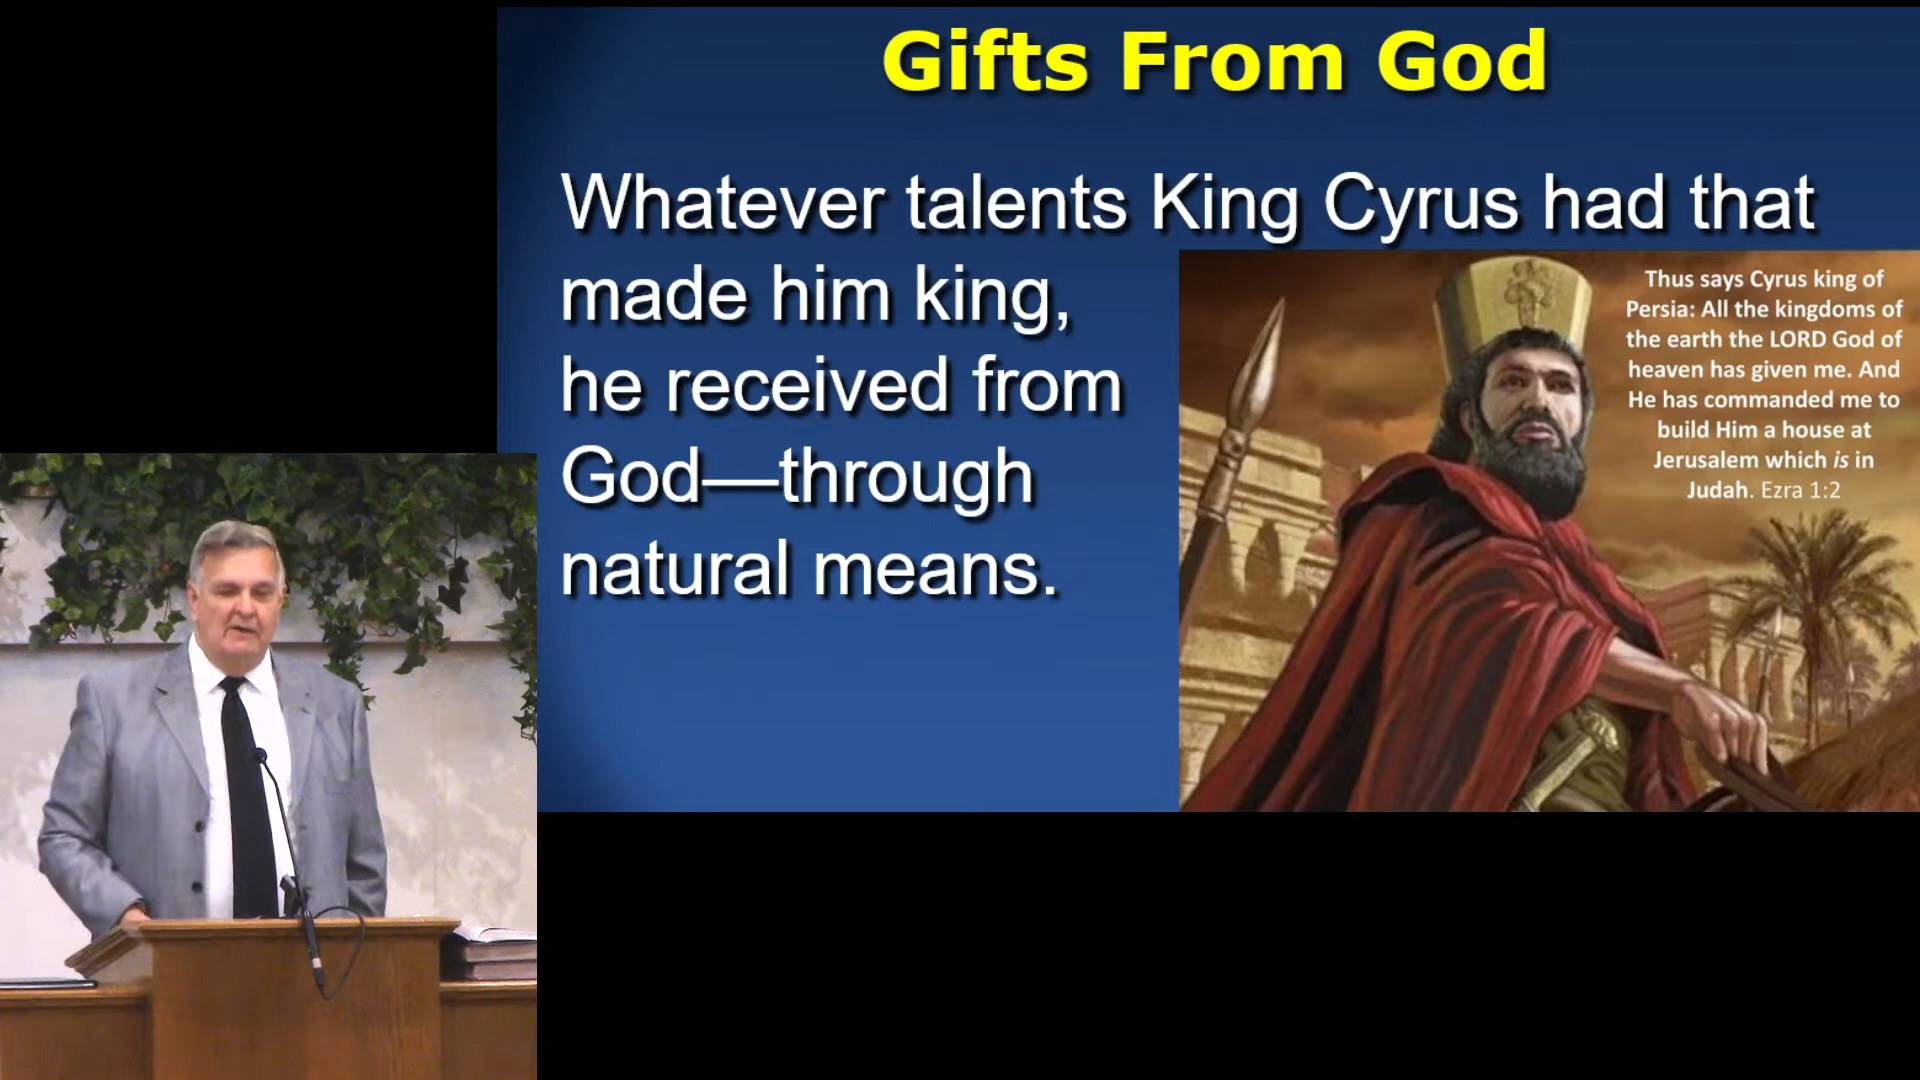 Gifts From God
Whatever talents King Cyrus had that
made him king,
he received from
God—through
natural means.
Thus says Cyrus king of
Persia: All the kingdoms of
the earth the LORD God of
heaven has given me. And
He has commanded me to
build Him a house at
Jerusalem which is in
Judah. Ezra 1:2